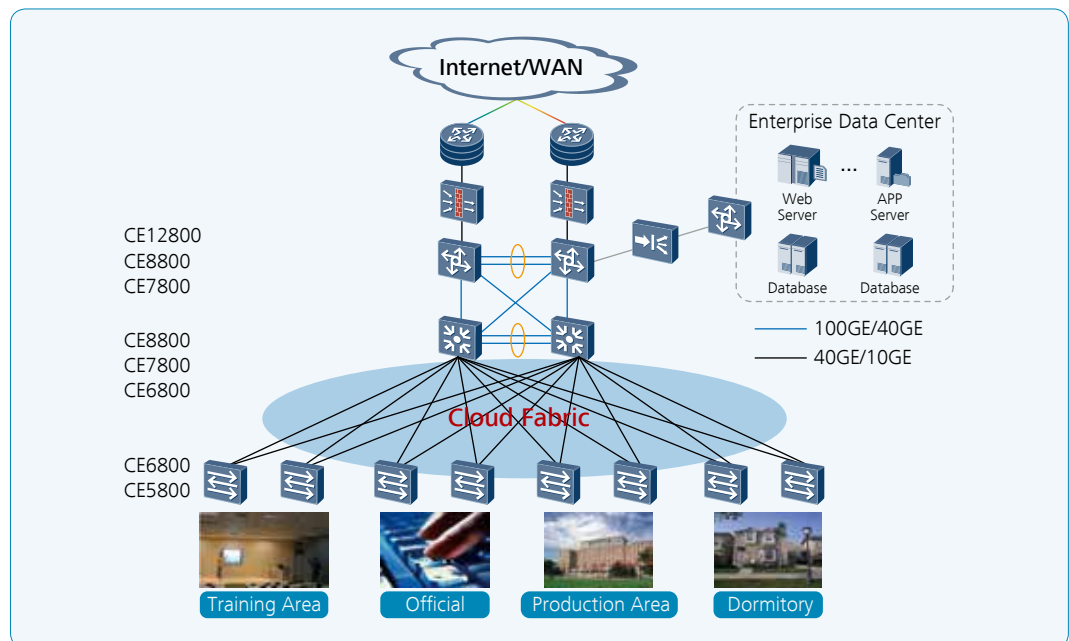 Internet/WAN
Enterprise Data Center
...
Web
Server
APP
Server
Database
Database
CE12800
CE8800
CE7800
100GE/40GE
40GE/10GE
CE8800
CE7800
CE6800
Cloud Fabric
CE6800
CE5800
Training Area
Official
Production Area
Dormitory